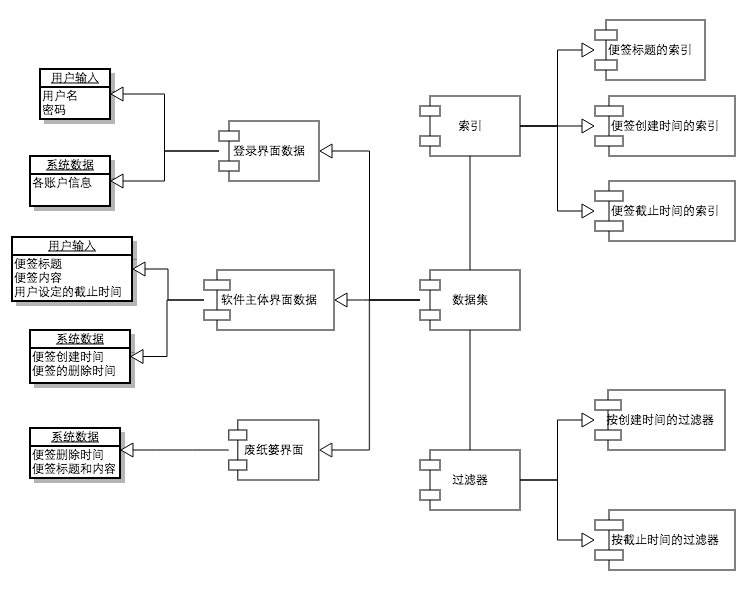 用户输入
用户名
密码
系统数据
各账户信息
登录界面数据
用户输入
便签标题
便签内容
用户设定的截止时间
软件主体界面数据
系统数据
便签创建时间
便签的删除时间
系统数据
便签删除时间
便签标题和内容
废纸篓界面
索引
数据集
过滤器
便签标题的索引
便签创建时间的索引
便签截止时间的索引
按创建时间的过滤器
按截止时间的过滤器